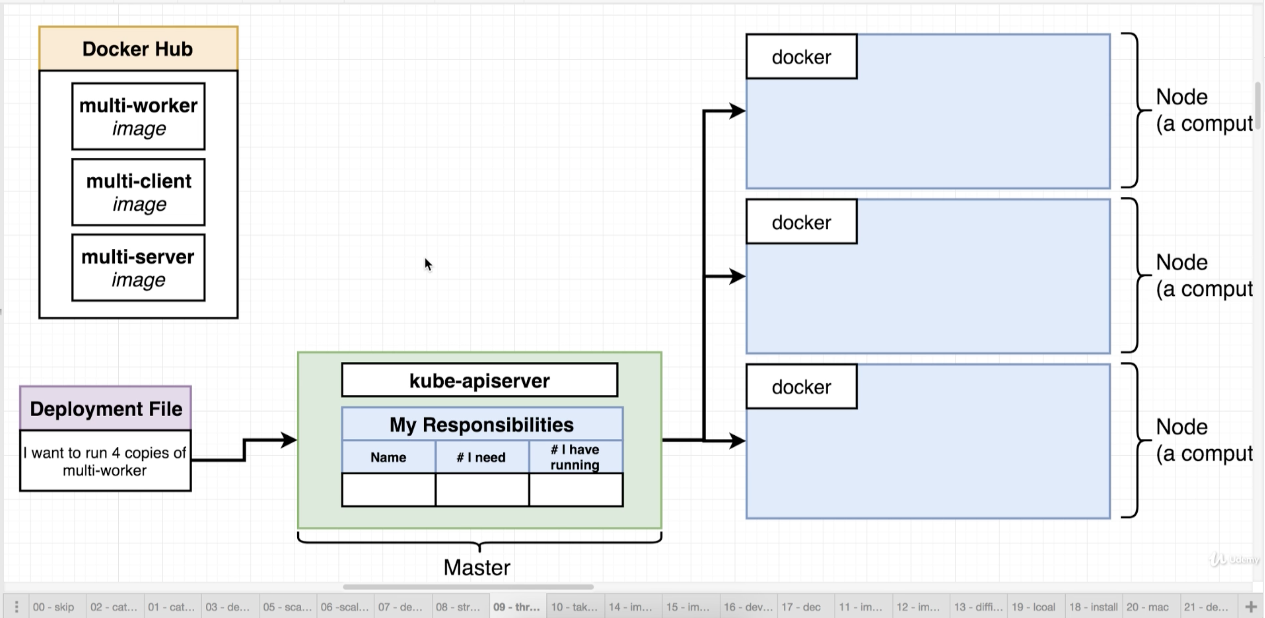 Docker Hub
multi-worker
image
multi-client
image
multi-server
image
Deployment File
I want to run 4 copies of
multi-worker
kube-apiserver
My Responsibilities
Name
# I need
# I have
running
Master
docker
Node
(a comput
docker
Node
(a comput
docker
Node
(a comput
Udemy
00 - skip
02 - cat...
01 - cat...
03 - de...
05 - sca...
06 -scal...
07 - de...
08 - str...
09 - thr...
10 - tak...
14 - im...
15 - im...
16 - dev...
17 - dec
11 - im...
12 - im...
13 - diffi...
19 - lcoal
18 - install
20 - mac
21 - de...